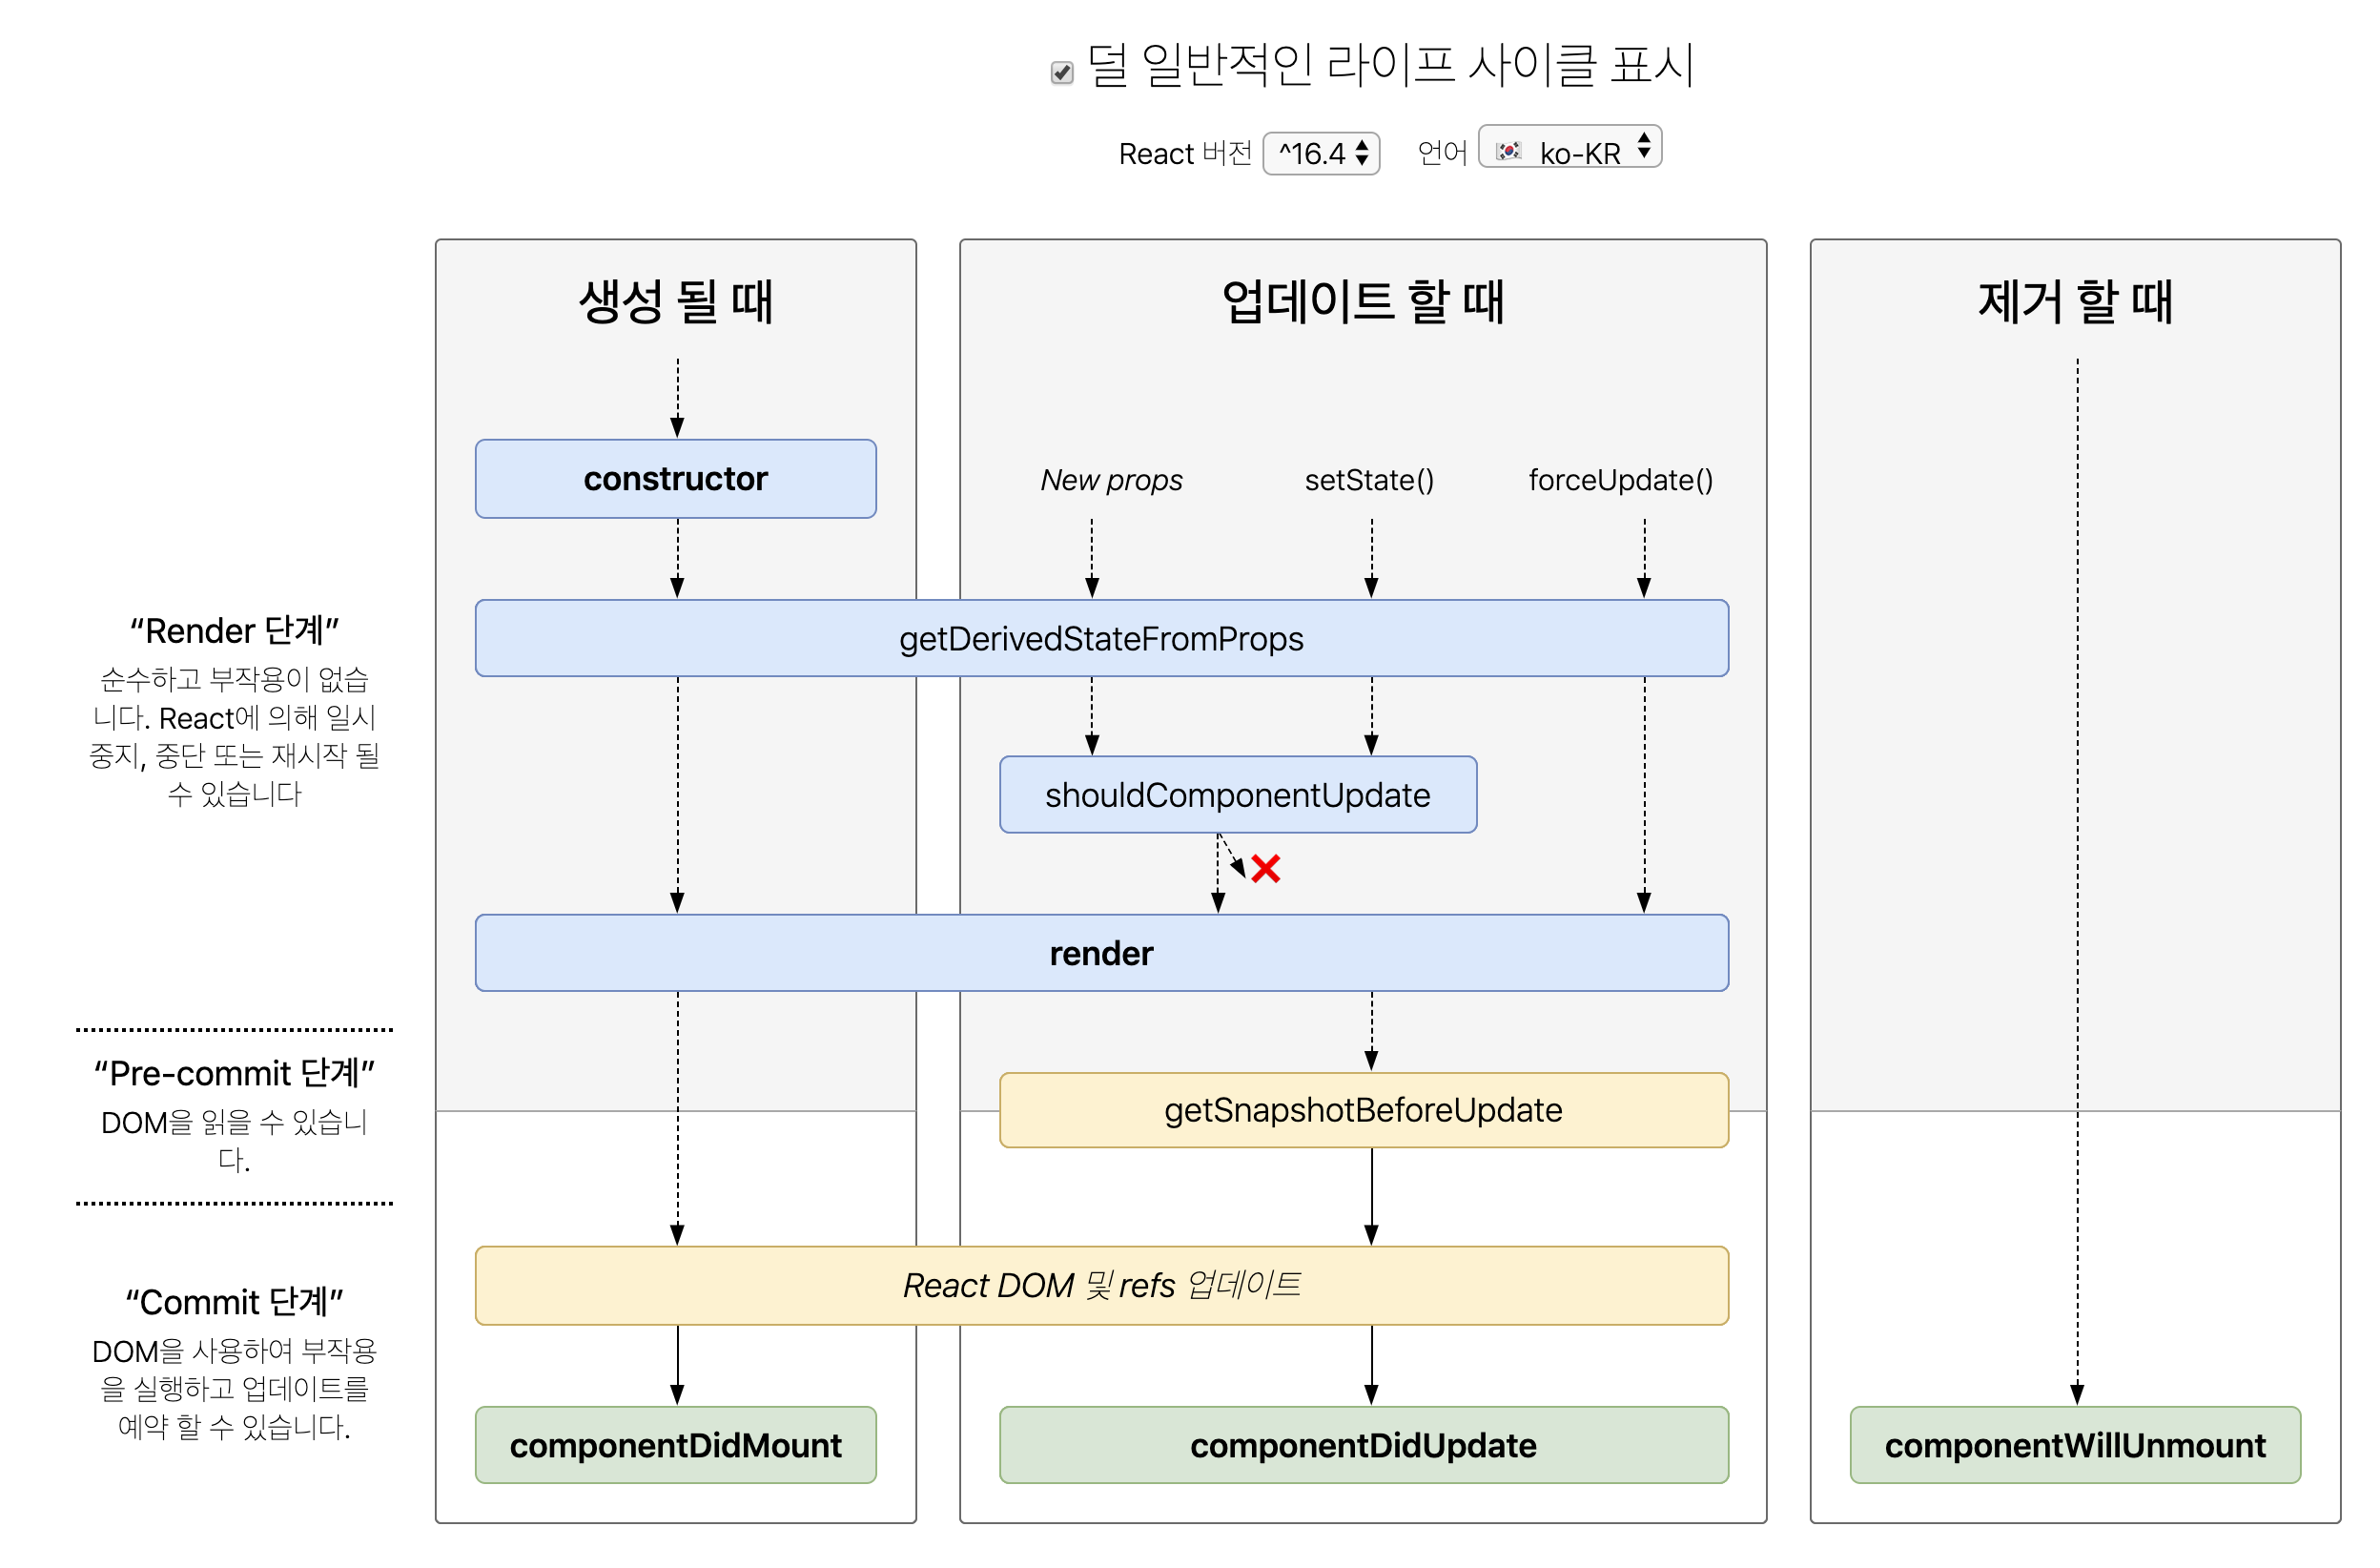 덜 일반적인 라이프 사이클 표시
React 버전 ^16.4 언어 🇰🇷 ko-KR
생성 될 때
업데이트 할 때
제거 할 때
constructor
New props
setState()
forceUpdate()
“Render 단계”
순수하고 부작용이 없습
니다. React에 의해 일시
중지, 중단 또는 재시작 될
수 있습니다
getDerivedStateFromProps
shouldComponentUpdate
render
“Pre-commit 단계”
DOM을 읽을 수 있습니
다.
getSnapshotBeforeUpdate
“Commit 단계”
DOM을 사용하여 부작용
을 실행하고 업데이트를
예약 할 수 있습니다.
React DOM 및 refs 업데이트
componentDidMount
componentDidUpdate
componentWillUnmount